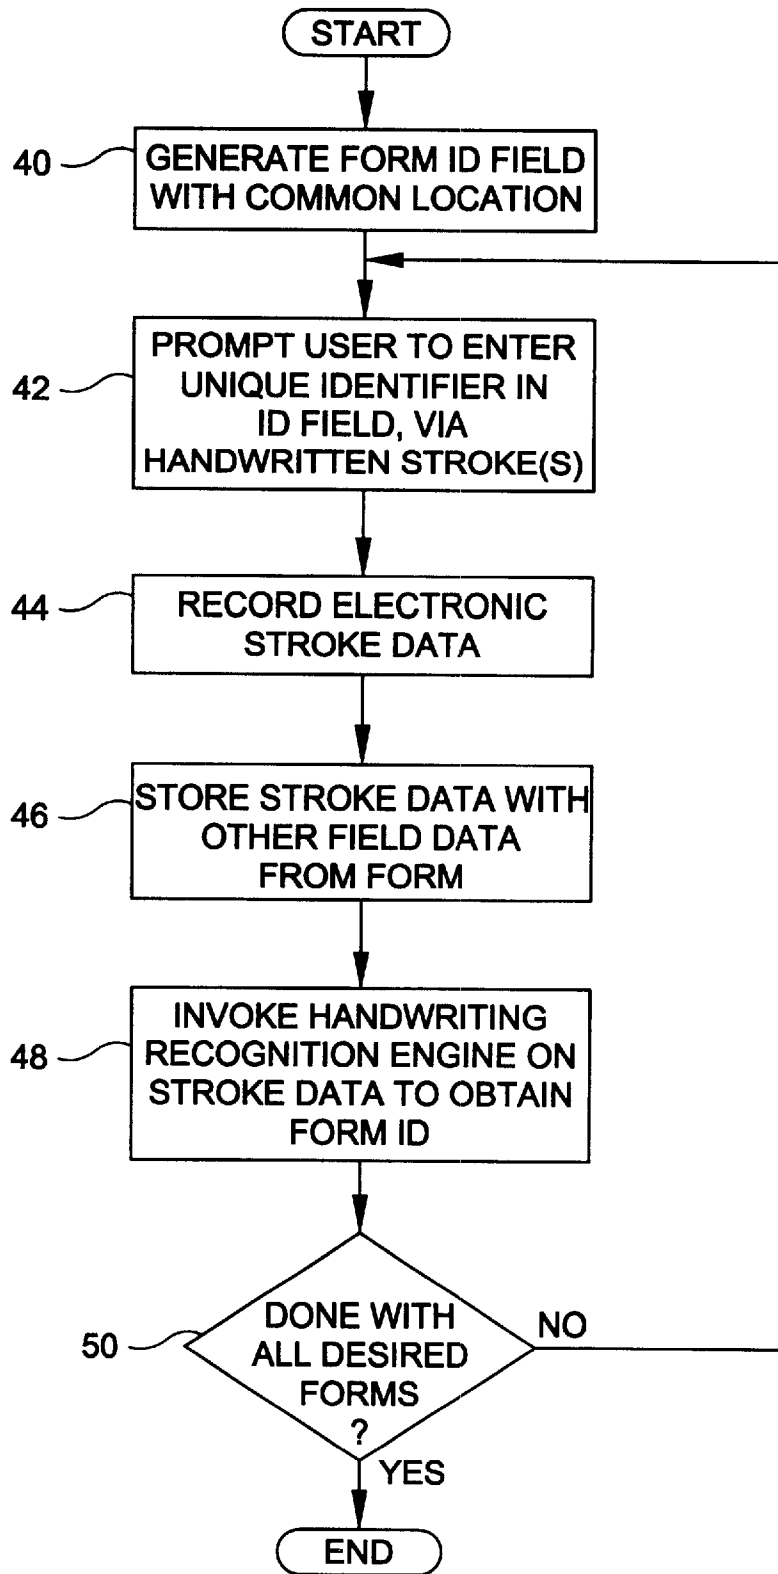 START
40
GENERATE FORM ID FIELD
WITH COMMON LOCATION
42
PROMPT USER TO ENTER
UNIQUE IDENTIFIER IN
ID FIELD, VIA
HANDWRITTEN STROKE(S)
44
RECORD ELECTRONIC
STROKE DATA
46
STORE STROKE DATA WITH
OTHER FIELD DATA
FROM FORM
48
INVOKE HANDWRITING
RECOGNITION ENGINE ON
STROKE DATA TO OBTAIN
FORM ID
50
DONE WITH
ALL DESIRED
FORMS
?
NO
YES
END